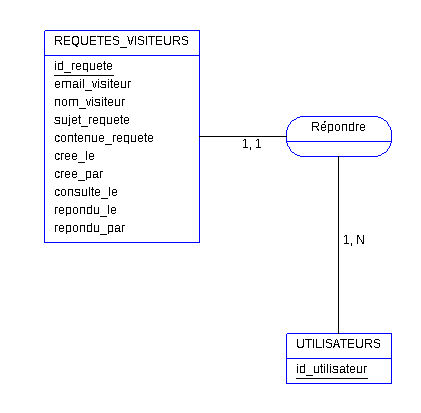 REQUETES_VISITEURS
id_requete
email_visiteur
nom_visiteur
sujet_requete
contenue_requete
cree_le
cree_par
consulte_le
repondu_le
repondu_par
1, 1
Répondre
1, N
UTILISATEURS
id_utilisateur